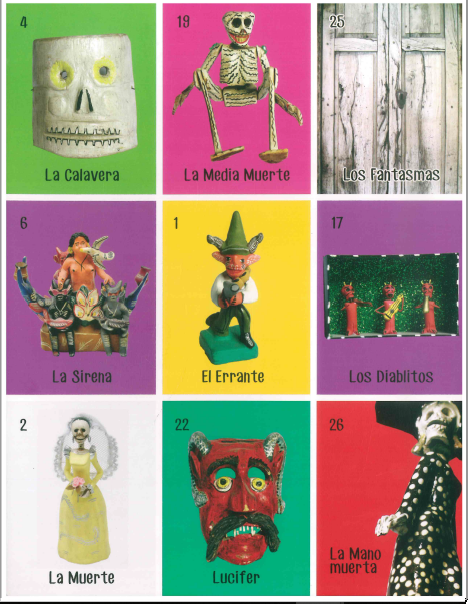 4
La Calavera
19
La Media Muerte
25
Los Fantasmas
6
La Sirena
1
El Errante
17
Los Diablitos
2
La Muerte
22
Lucifer
26
La Mano
muerta